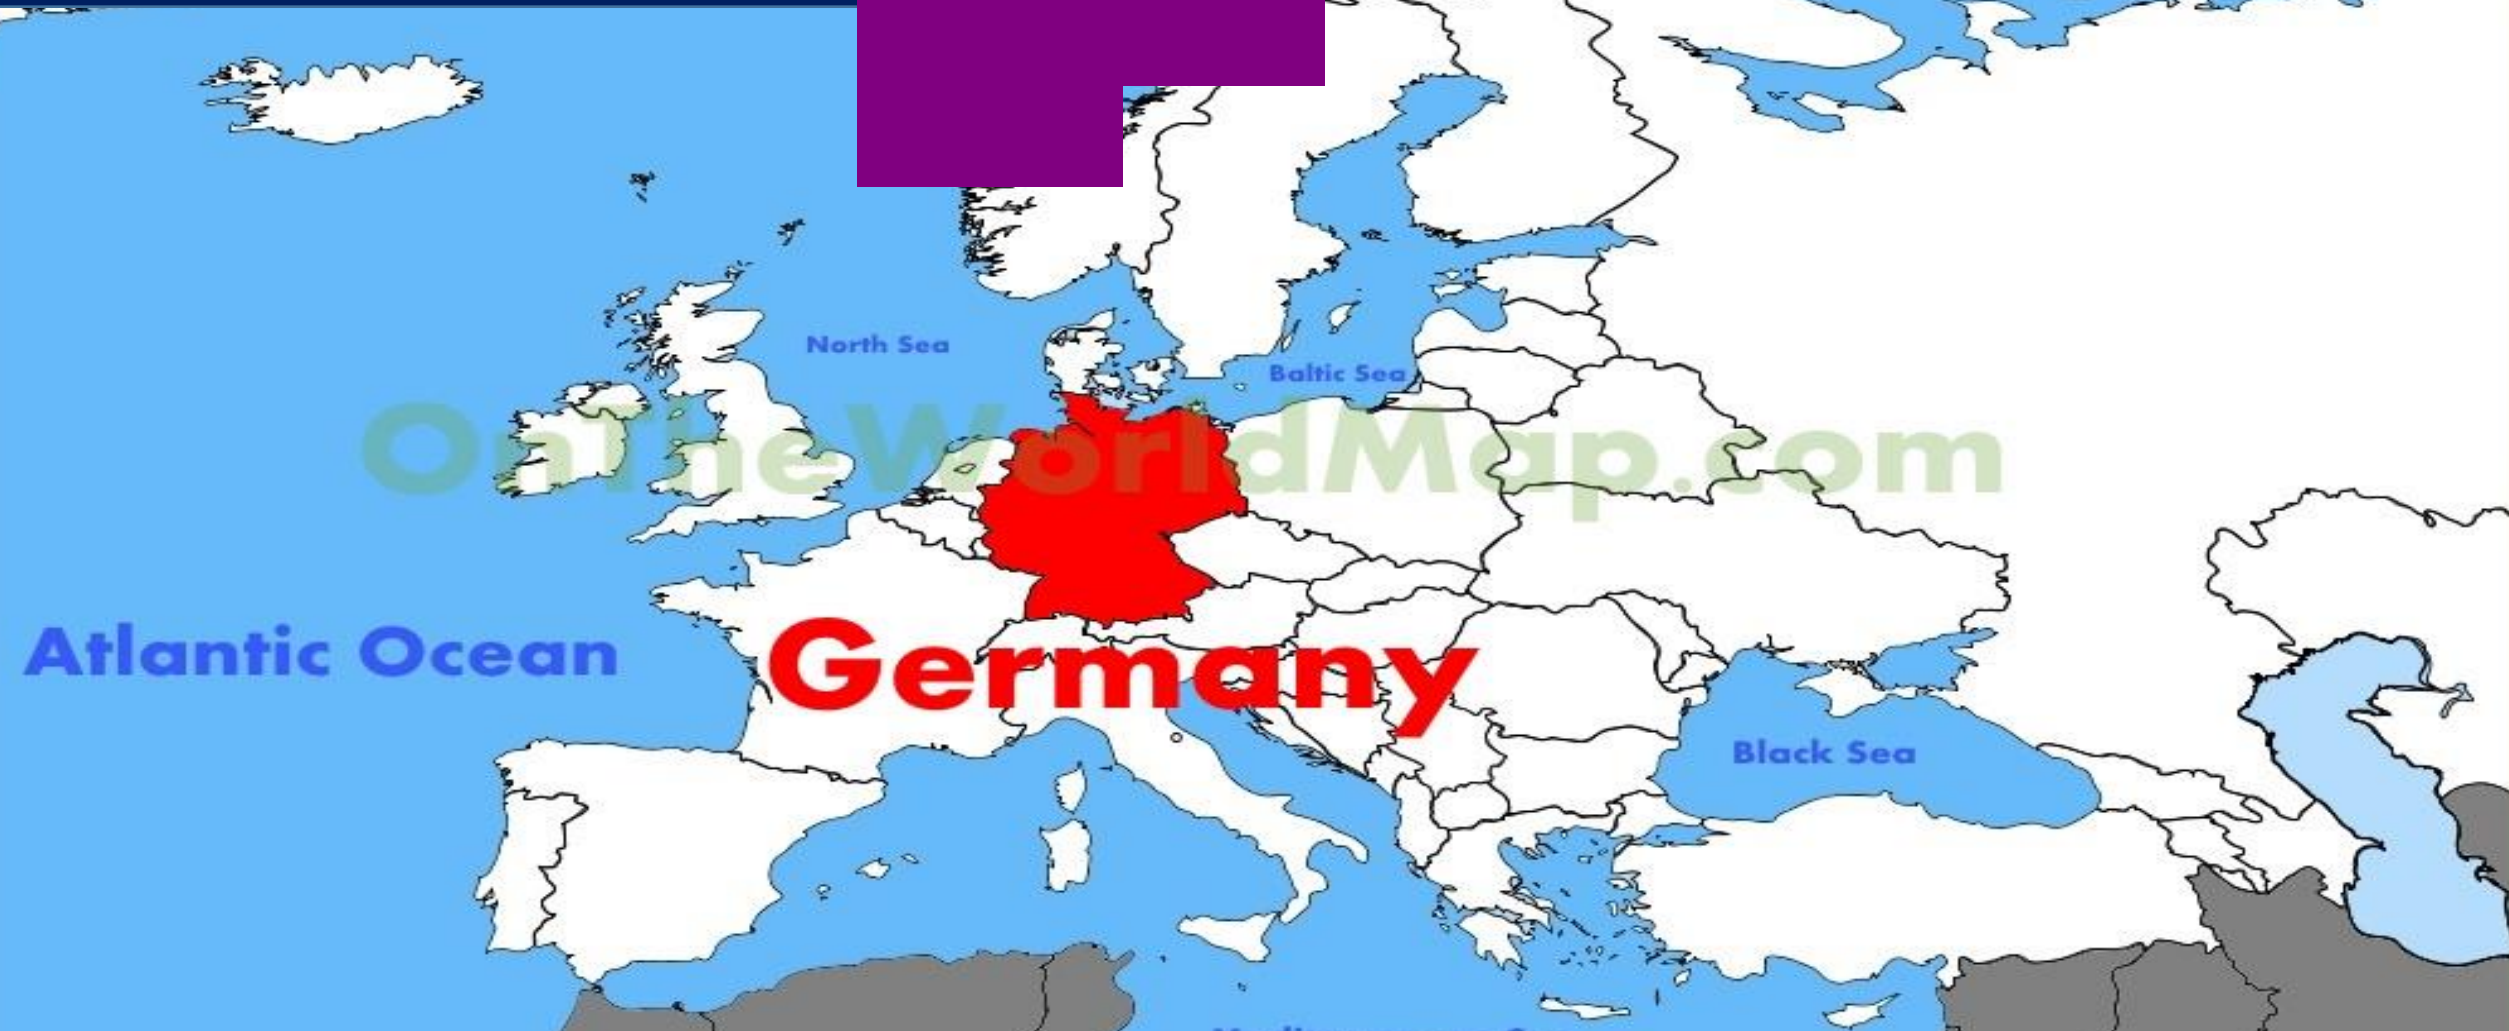 North Sea
Baltic Sea
OnTheWorldMap.com
Atlantic Ocean
Germany
Black Sea